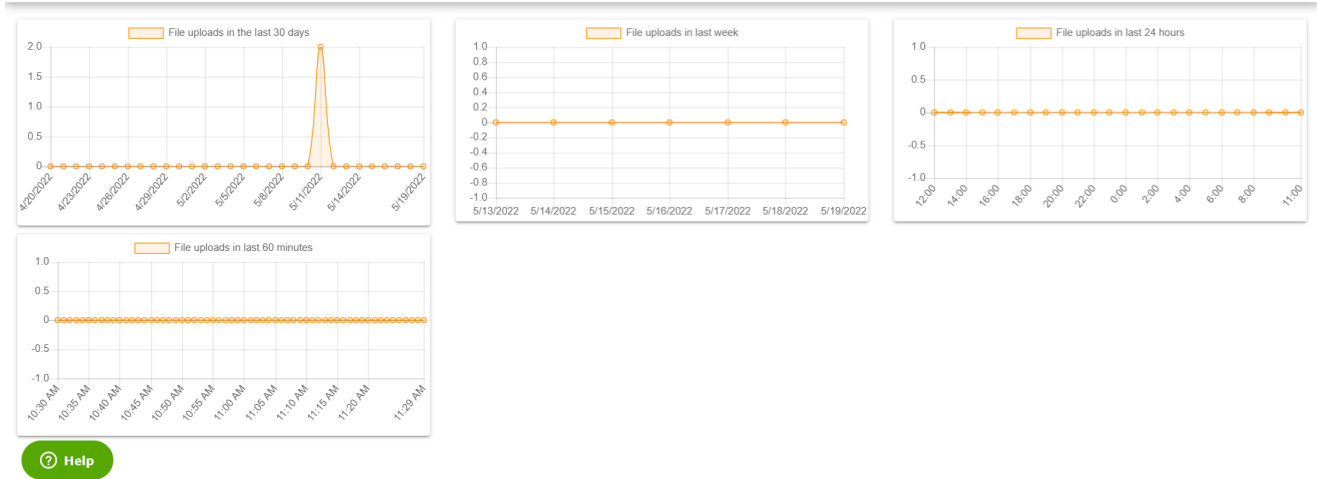 File uploads in the last 30 days
2.0
1.5
1.0
0.5
0
4/20/2022 4/23/2022 4/26/2022 4/29/2022 5/2/2022 5/5/2022 5/8/2022 5/11/2022 5/14/2022 5/19/2022
File uploads in last week
1.0
0.8
0.6
0.4
0.2
0
-0.2
-0.4
-0.6
-0.8
-1.0
5/13/2022 5/14/2022 5/15/2022 5/16/2022 5/17/2022 5/18/2022 5/19/2022
File uploads in last 24 hours
1.0
0.5
0
-0.5
-1.0
12:00 14:00 16:00 18:00 20:00 22:00 0:00 2:00 4:00 6:00 8:00 11:00
File uploads in last 60 minutes
1.0
0.5
0
-0.5
-1.0
10:30 AM 10:35 AM 10:40 AM 10:45 AM 10:50 AM 10:55 AM 11:00 AM 11:05 AM 11:10 AM 11:15 AM 11:20 AM 11:29 AM
Help